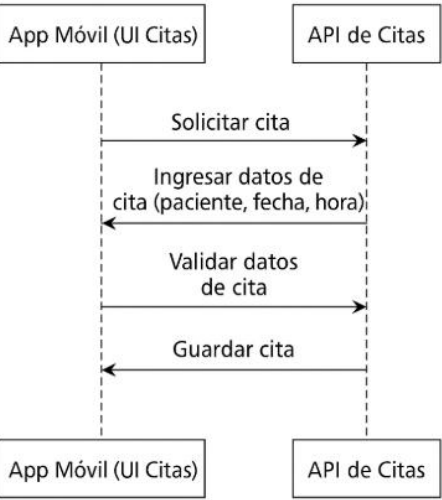 App Móvil (UI Citas)
API de Citas
Solicitar cita
Ingresar datos de
cita (paciente, fecha, hora)
Validar datos
de cita
Guardar cita
App Móvil (UI Citas)
API de Citas